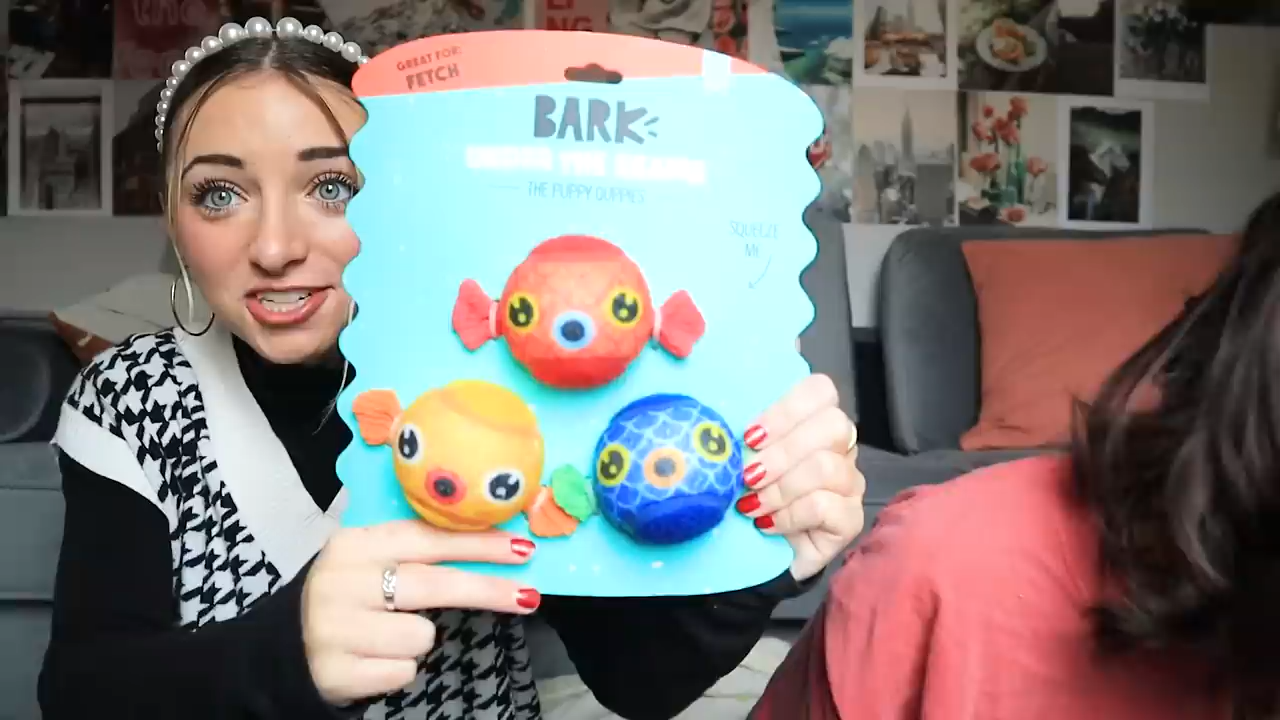 GREAT FOR:
FETCH
BARK
THE PUPPY GUPPIES
SQUEEZE
ME